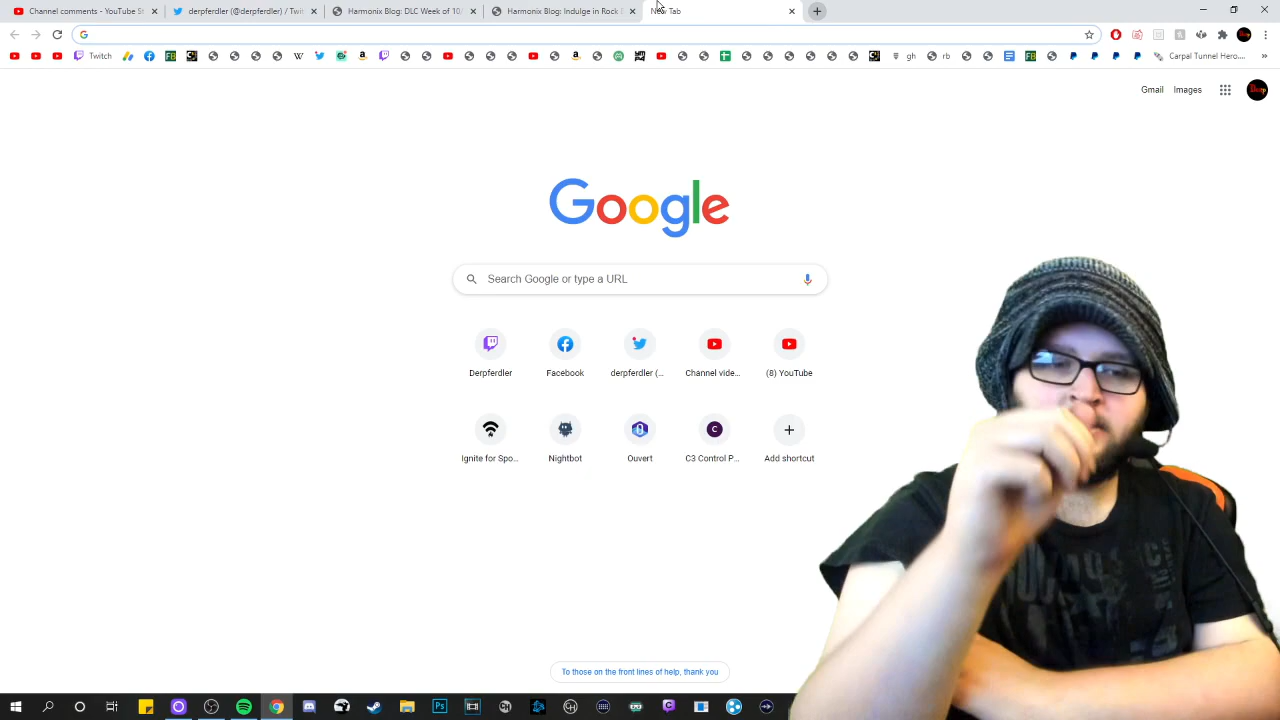 Channel comments - YouTube St
derpferdler (@derpferdler) / Twit
Harmonix Blog: DLC Week of 10
Harmonix Blog: Indulge in Rock
New Tab
Twitch
gh
rb
Carpal Tunnel Hero....
Gmail
Images
Google
Search Google or type a URL
Derpferdler
Facebook
derpferdler (...
Channel vide...
(8) YouTube
Ignite for Spo...
Nightbot
Ouvert
C3 Control P...
Add shortcut
To those on the front lines of help, thank you